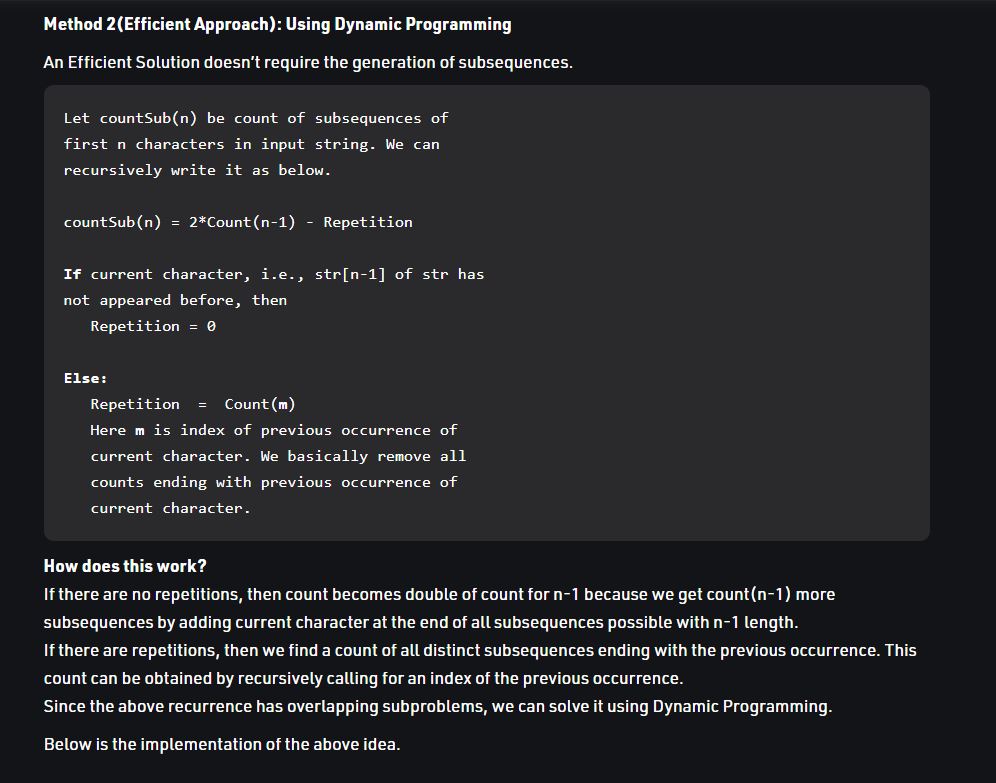 Method 2(Efficient Approach): Using Dynamic Programming
An Efficient Solution doesn't require the generation of subsequences.
Let countSub(n) be count of subsequences of
first n characters in input string. We can
recursively write it as below.
countSub(n) = 2*Count(n-1) - Repetition
If current character, i.e., str[n-1] of str has
not appeared before, then
Repetition = 0
Else:
Repetition  =  Count(m)
Here m is index of previous occurrence of
current character. We basically remove all
counts ending with previous occurrence of
current character.
How does this work?
If there are no repetitions, then count becomes double of count for n-1 because we get count(n-1) more
subsequences by adding current character at the end of all subsequences possible with n-1 length.
If there are repetitions, then we find a count of all distinct subsequences ending with the previous occurrence. This
count can be obtained by recursively calling for an index of the previous occurrence.
Since the above recurrence has overlapping subproblems, we can solve it using Dynamic Programming.
Below is the implementation of the above idea.